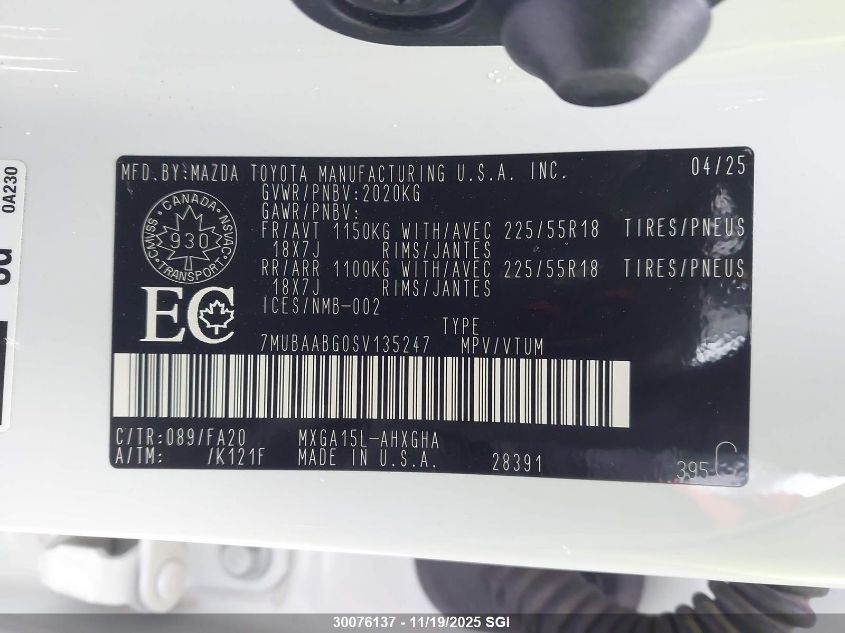 MFD.BY:MAZDA TOYOTA MANUFACTURING U.S.A. INC. 04/25
GVWR/PNBV:2020KG
GAWR/PNBV:
FR/AVT 1150KG WITH/AVEC 225/55R18 TIRES/PNEUS
18X7J RIMS/JANTES
RR/ARR 1100KG WITH/AVEC 225/55R18 TIRES/PNEUS
18X7J RIMS/JANTES
ICES/NMB-002
CANADA
CMVSS
NSVAC
930
TRANSPORT
EC
TYPE
7MUBAABG0SV135247 MPV/VTUM
C/TR:089/FA20 MXGA15L-AHXGHA
A/TM: /K121F MADE IN U.S.A. 28391 395 C
0A230
30076137 - 11/19/2025 SGI